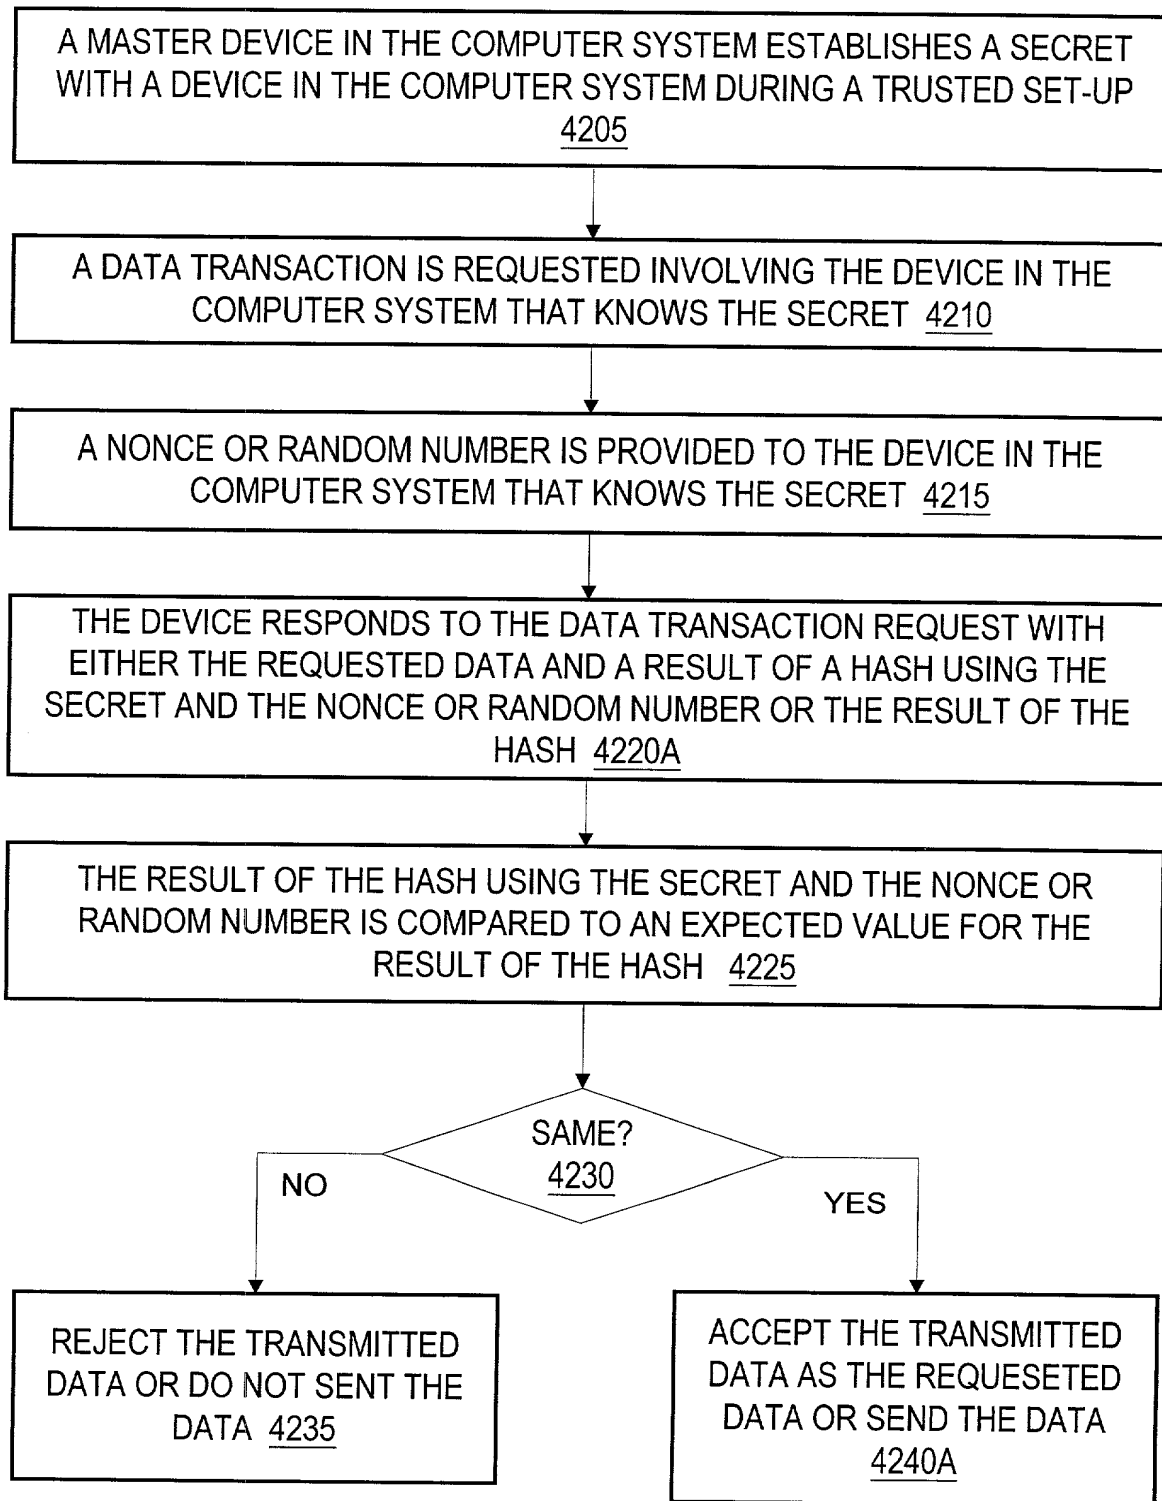 A MASTER DEVICE IN THE COMPUTER SYSTEM ESTABLISHES A SECRET
WITH A DEVICE IN THE COMPUTER SYSTEM DURING A TRUSTED SET-UP
4205
A DATA TRANSACTION IS REQUESTED INVOLVING THE DEVICE IN THE
COMPUTER SYSTEM THAT KNOWS THE SECRET 4210
A NONCE OR RANDOM NUMBER IS PROVIDED TO THE DEVICE IN THE
COMPUTER SYSTEM THAT KNOWS THE SECRET 4215
THE DEVICE RESPONDS TO THE DATA TRANSACTION REQUEST WITH
EITHER THE REQUESTED DATA AND A RESULT OF A HASH USING THE
SECRET AND THE NONCE OR RANDOM NUMBER OR THE RESULT OF THE
HASH 4220A
THE RESULT OF THE HASH USING THE SECRET AND THE NONCE OR
RANDOM NUMBER IS COMPARED TO AN EXPECTED VALUE FOR THE
RESULT OF THE HASH 4225
SAME?
4230
NO
YES
REJECT THE TRANSMITTED
DATA OR DO NOT SENT THE
DATA 4235
ACCEPT THE TRANSMITTED
DATA AS THE REQUESETED
DATA OR SEND THE DATA
4240A